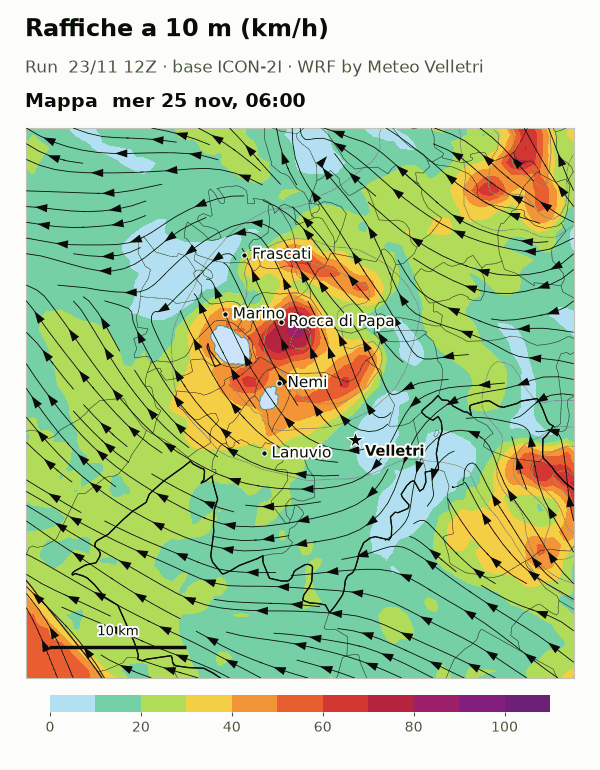 Raffiche a 10 m (km/h)
Run 23/11 12Z · base ICON-2I · WRF by Meteo Velletri
Mappa mer 25 nov, 06:00
Frascati
Marino
Rocca di Papa
Nemi
Velletri
Lanuvio
10 km
0 20 40 60 80 100